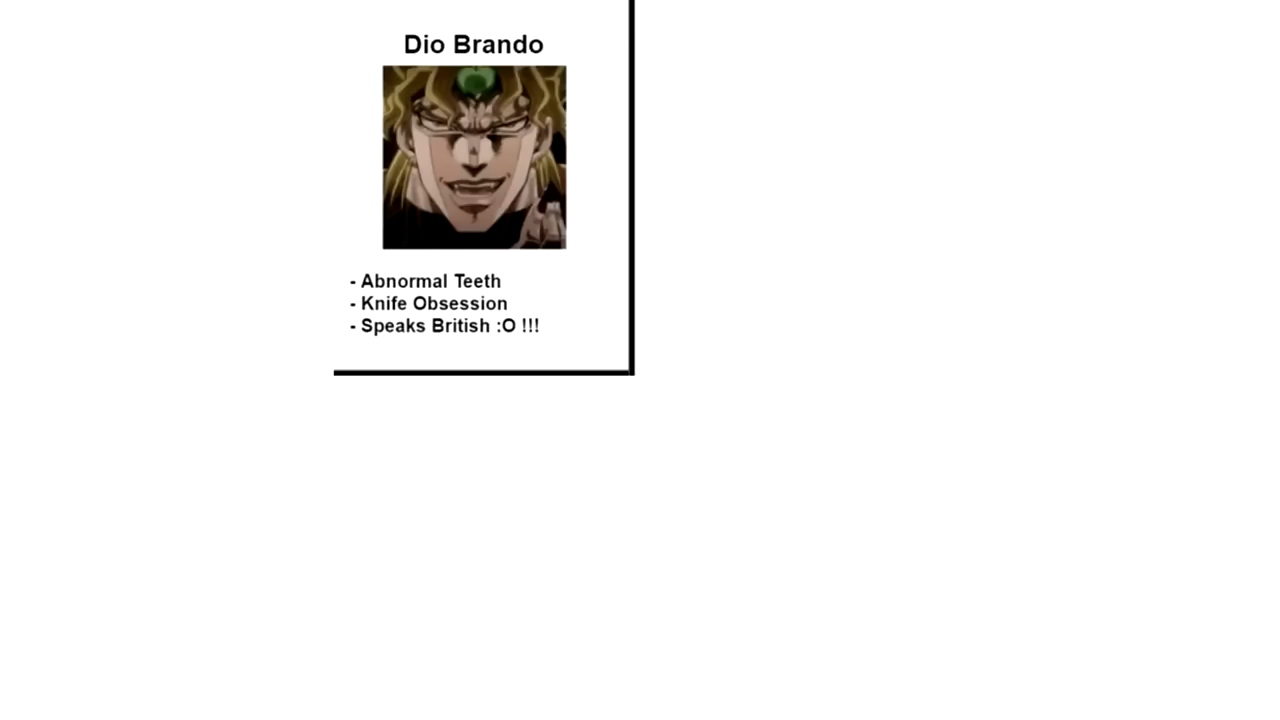 Dio Brando
- Abnormal Teeth
- Knife Obsession
- Speaks British :O !!!